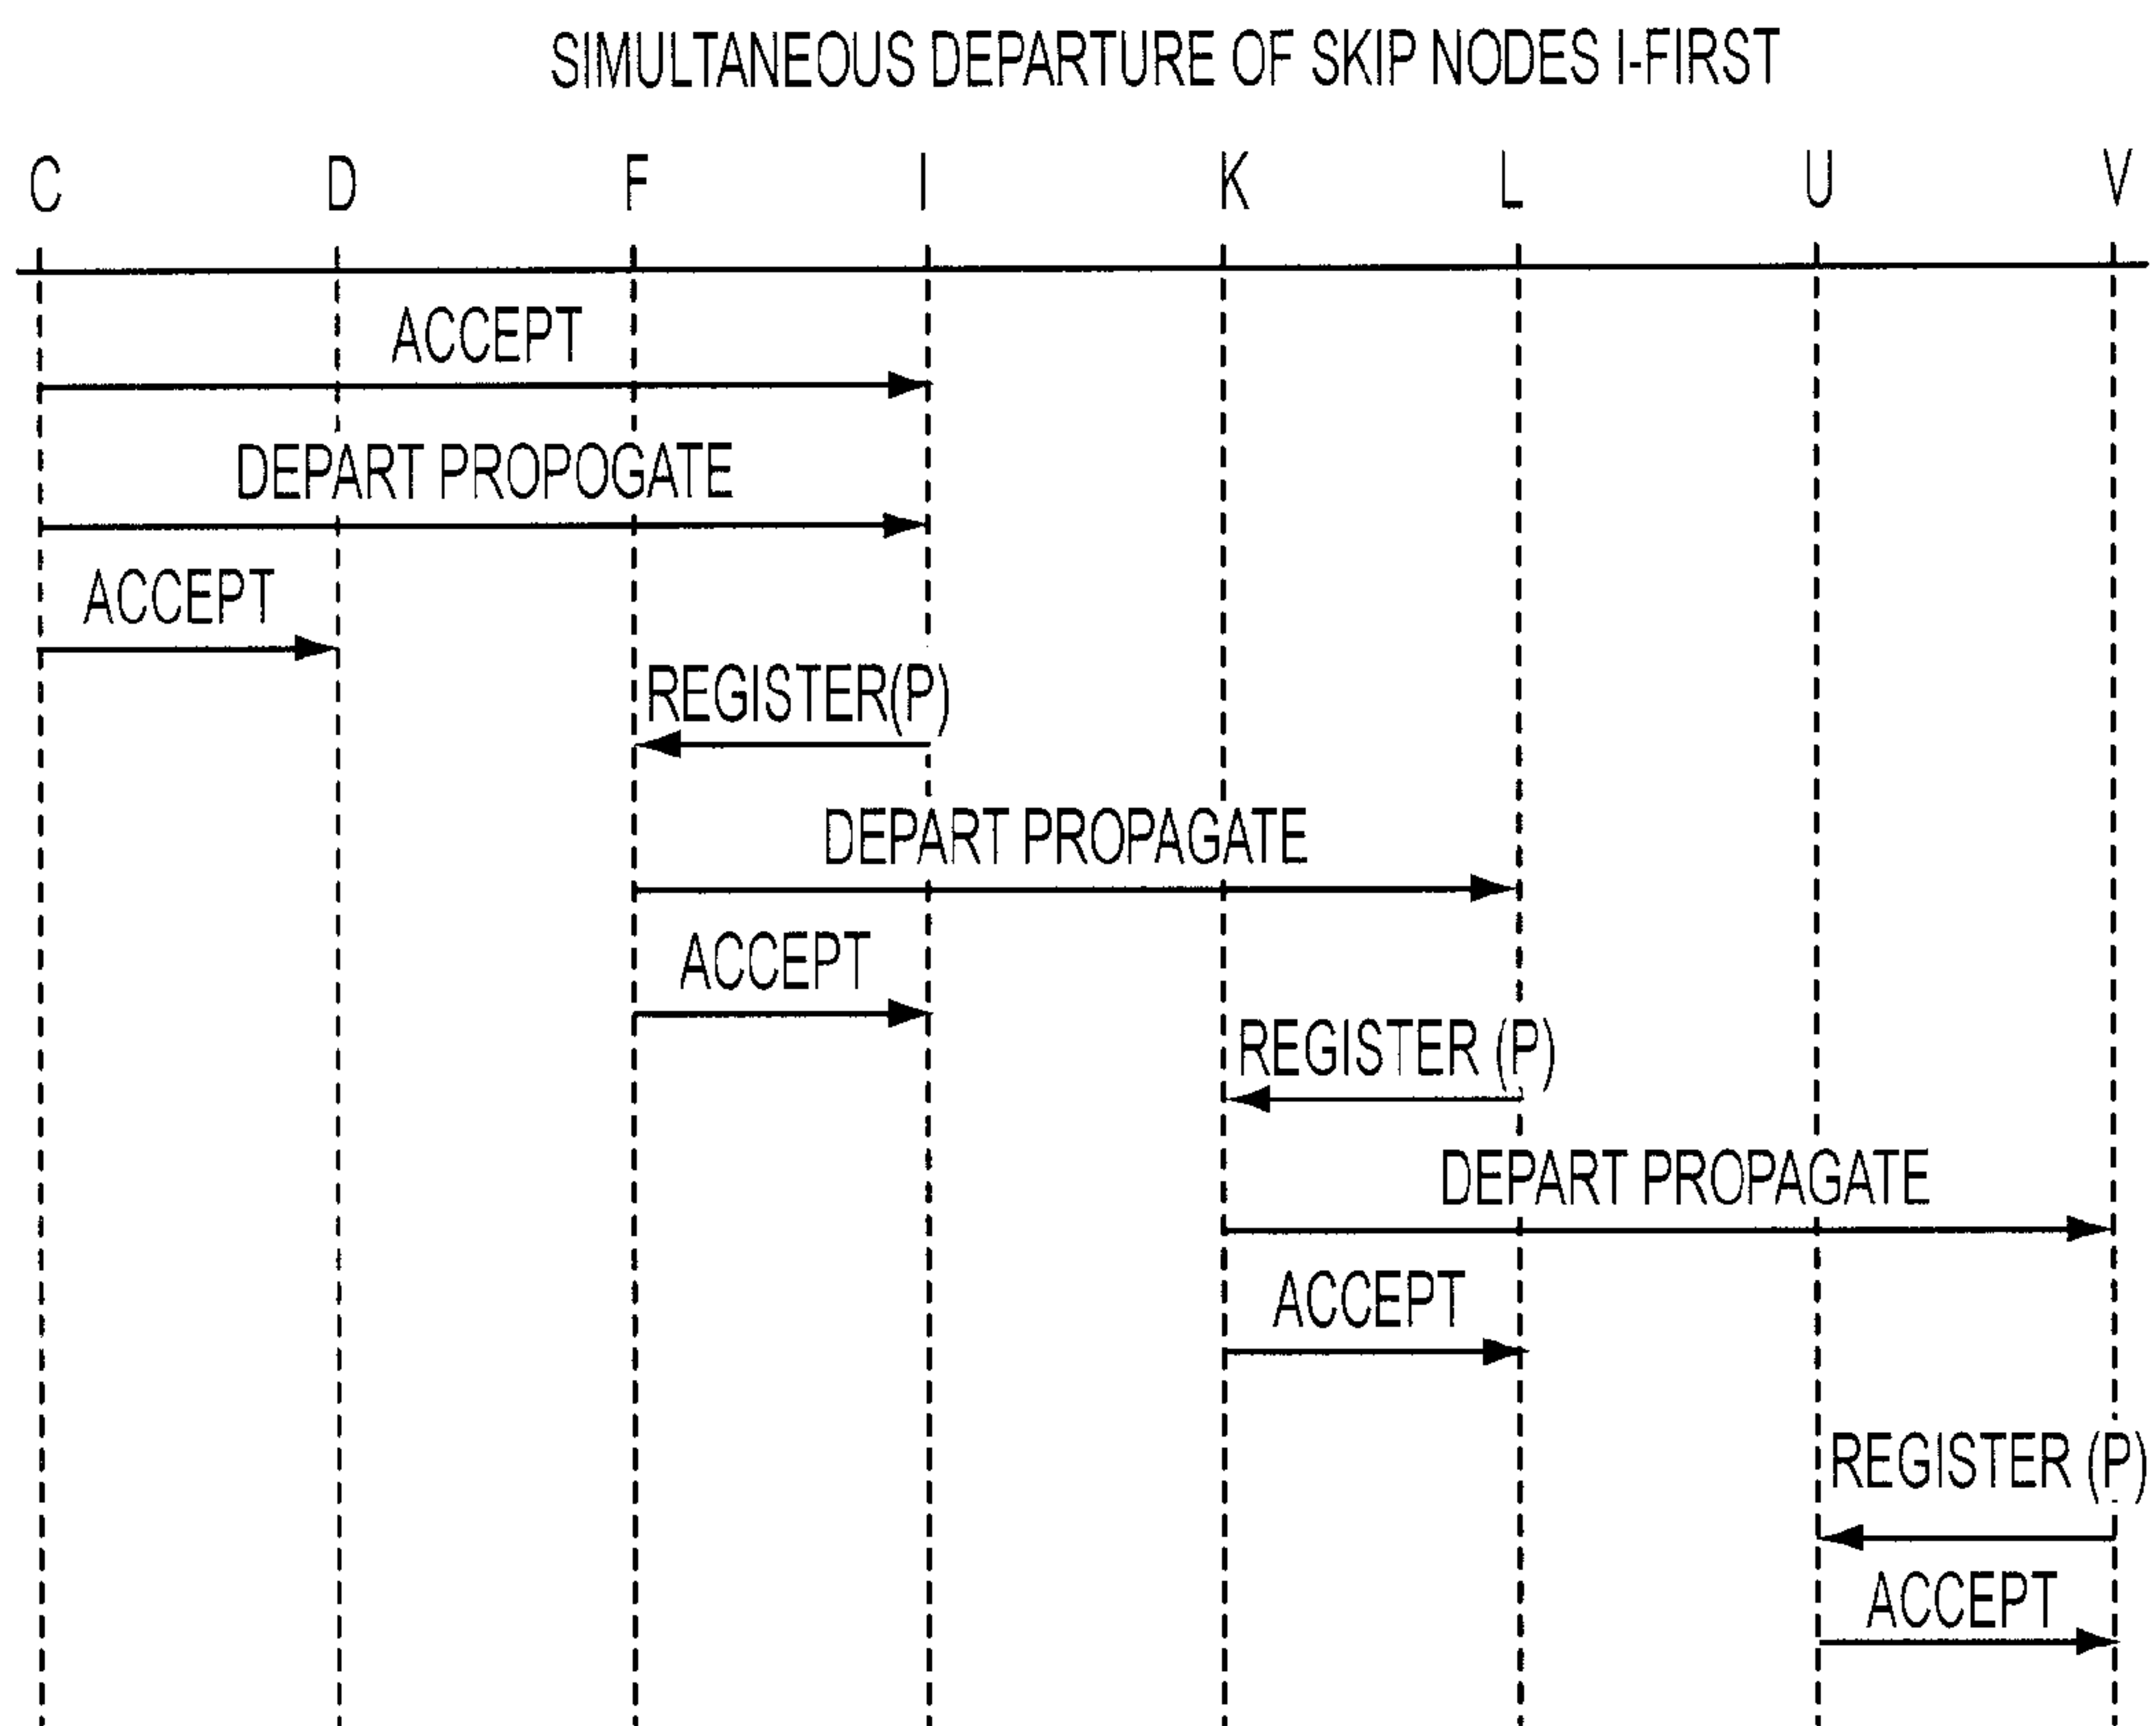 SIMULTANEOUS DEPARTURE OF SKIP NODES I-FIRST
C D F I K L U V
ACCEPT
DEPART PROPOGATE
ACCEPT
REGISTER(P)
DEPART PROPAGATE
ACCEPT
REGISTER (P)
DEPART PROPAGATE
ACCEPT
REGISTER (P)
ACCEPT